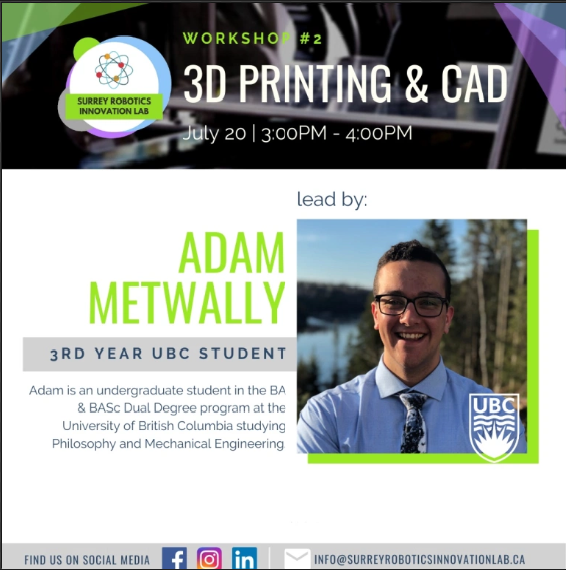 WORKSHOP #2
3D PRINTING & CAD
July 20 | 3:00PM - 4:00PM
SURREY ROBOTICS
INNOVATION LAB
lead by:
ADAM
METWALLY
3RD YEAR UBC STUDENT
Adam is an undergraduate student in the BA
& BASc Dual Degree program at the
University of British Columbia studying
Philosophy and Mechanical Engineering
UBC
FIND US ON SOCIAL MEDIA
INFO@SURREYROBOTICSINNOVATIONLAB.CA